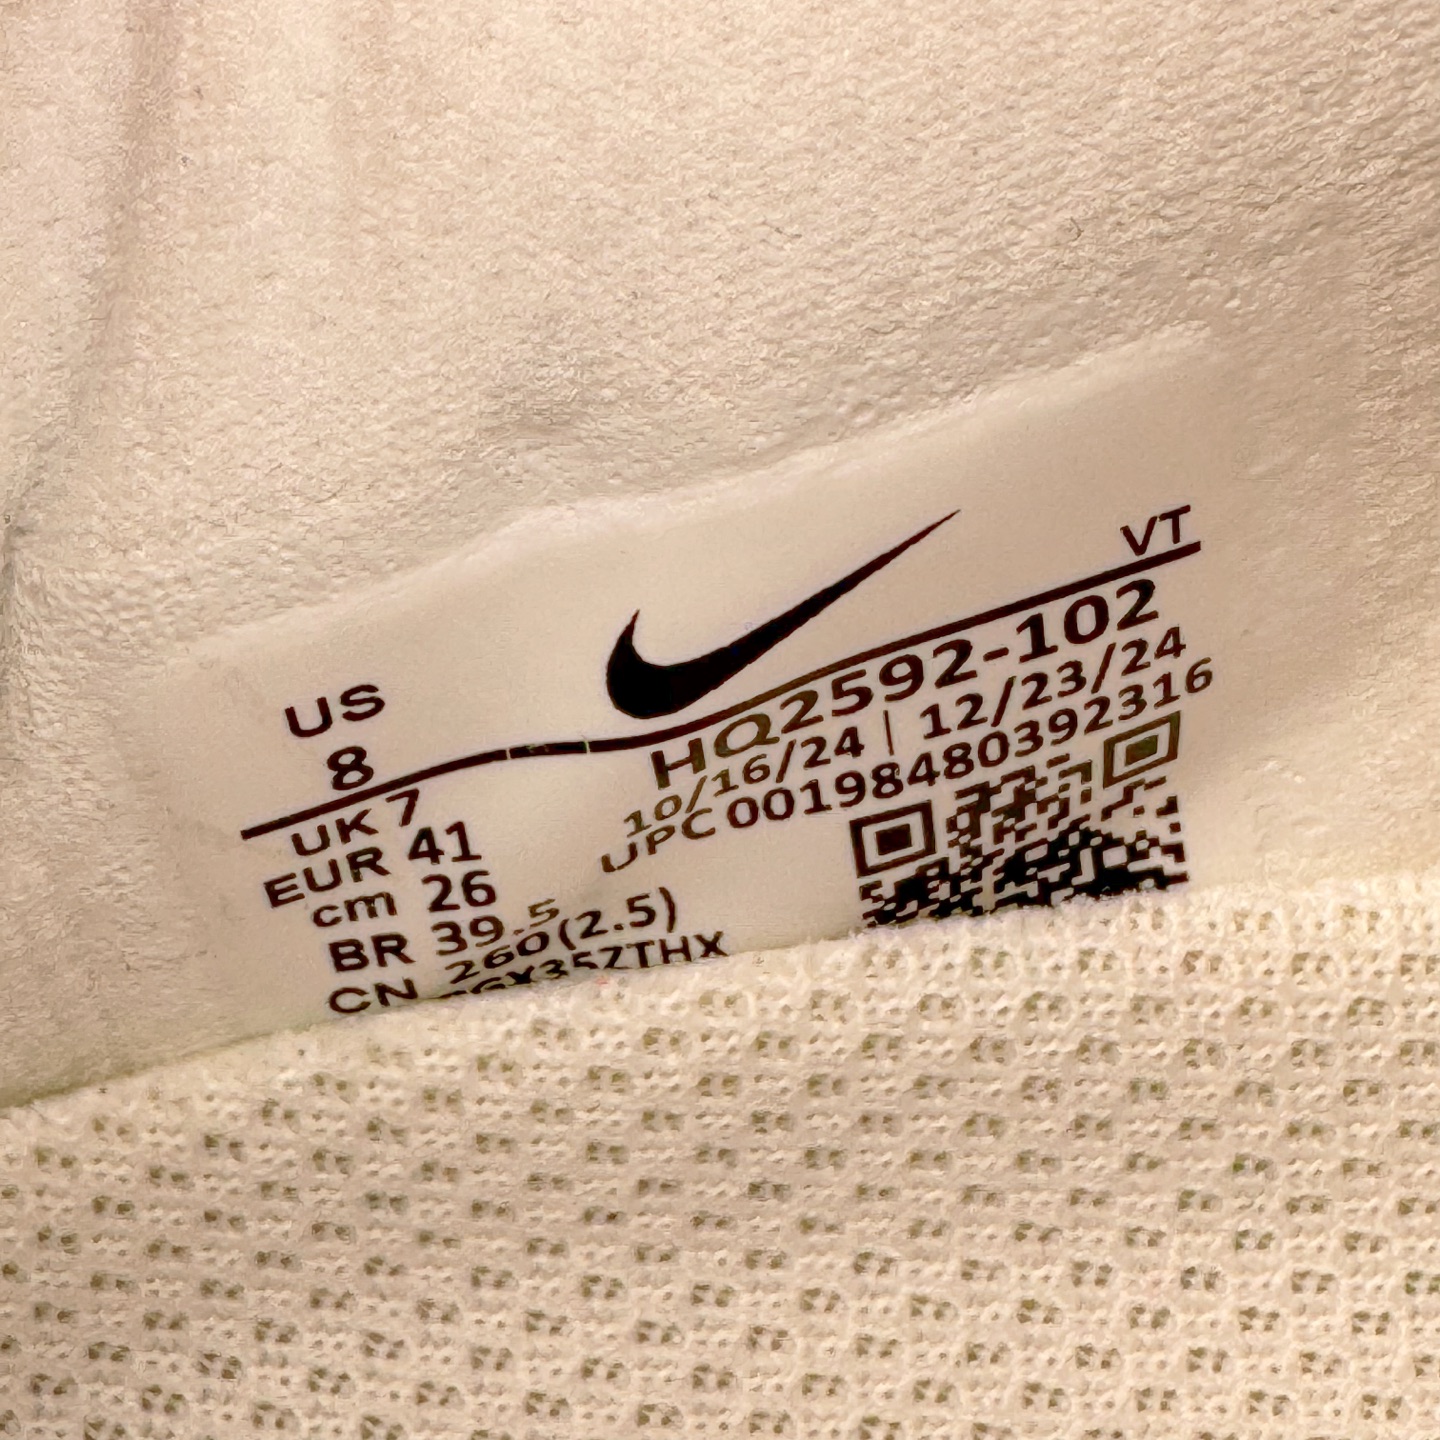 US
8
UK 7
EUR 41
cm 26
BR 39.5
CN 260(2.5)
VT
HQ2592-102
10/16/24 | 12/23/24
UPC 00198480392316